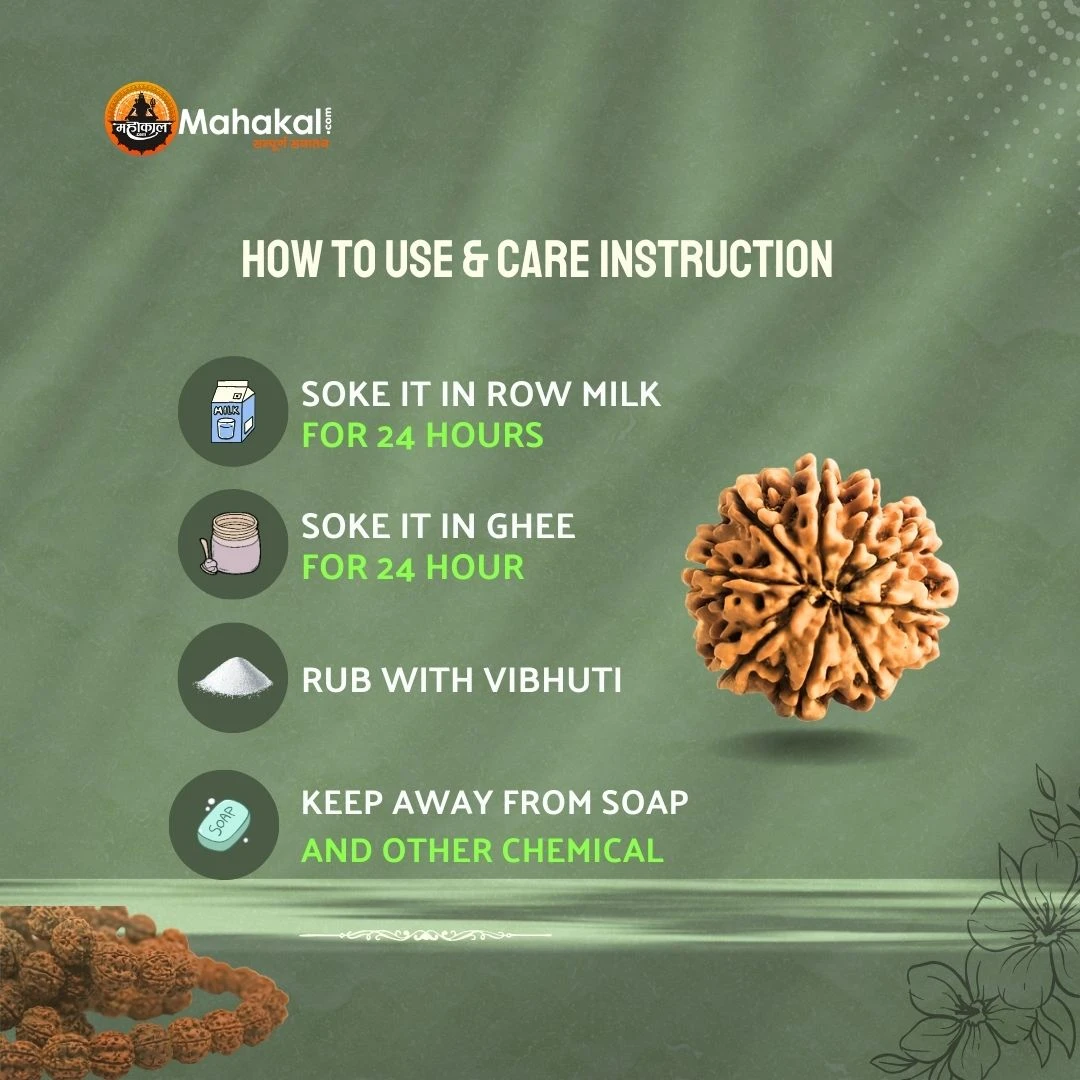 महाकाल
.com
Mahakal.com
सम्पूर्ण सनातन
HOW TO USE & CARE INSTRUCTION
MILK
SOKE IT IN ROW MILK
FOR 24 HOURS
SOKE IT IN GHEE
FOR 24 HOUR
RUB WITH VIBHUTI
SOAP
KEEP AWAY FROM SOAP
AND OTHER CHEMICAL